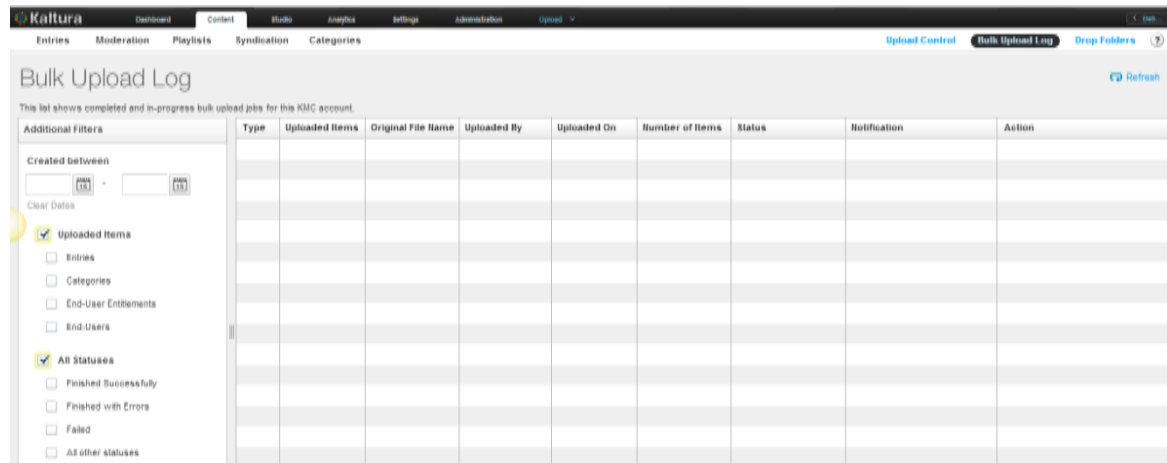 Kaltura Dashboard Content Studio Analytics Settings Administration Upload
Entries Moderation Playlists Syndication Categories Upload Control Bulk Upload Log Drop Folders ?
Bulk Upload Log
Refresh
This list shows completed and in-progress bulk upload jobs for this KMC account.
Additional Filters
Type Uploaded Items Original File Name Uploaded By Uploaded On Number of Items Status Notification Action
Created between
-
Clear Dates
Uploaded Items
Entries
Categories
End-User Entitlements
End-Users
All Statuses
Finished Successfully
Finished with Errors
Failed
All other statuses